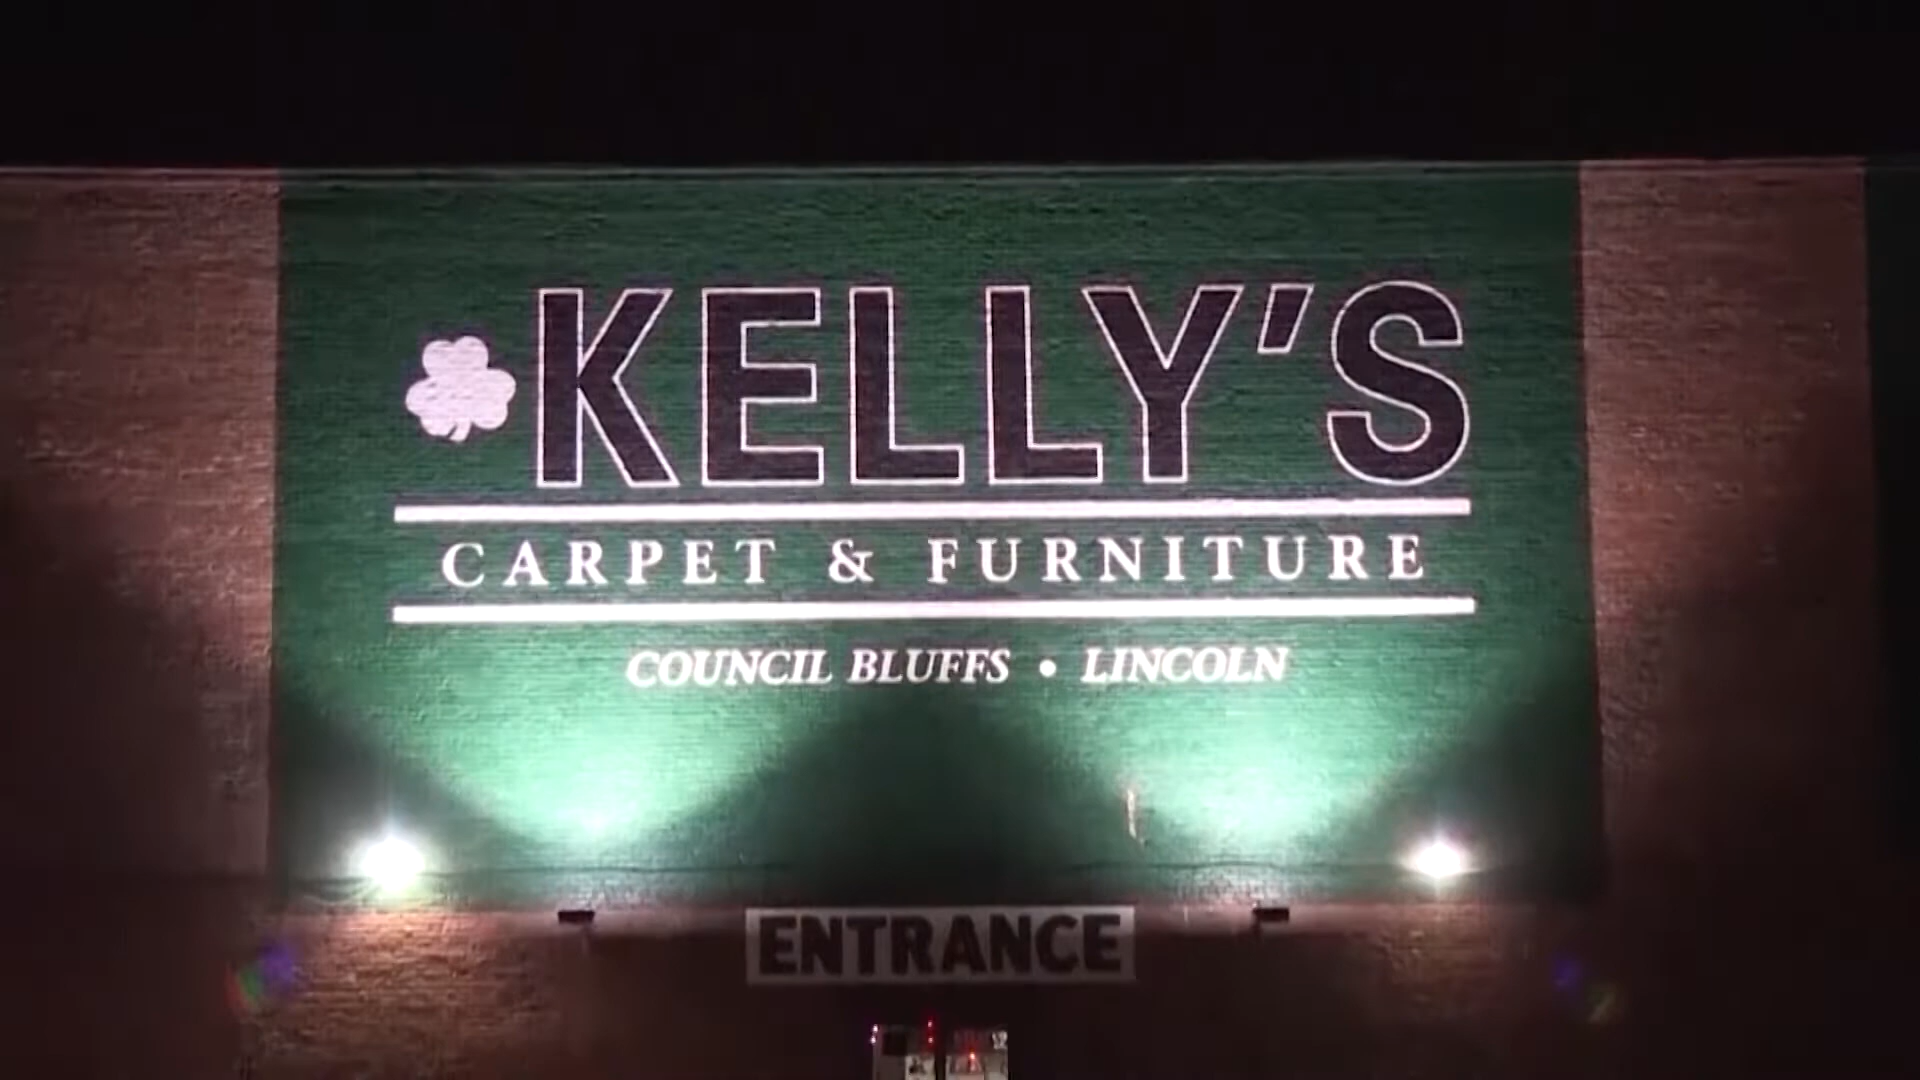 KELLY'S
CARPET & FURNITURE
COUNCIL BLUFFS • LINCOLN
ENTRANCE